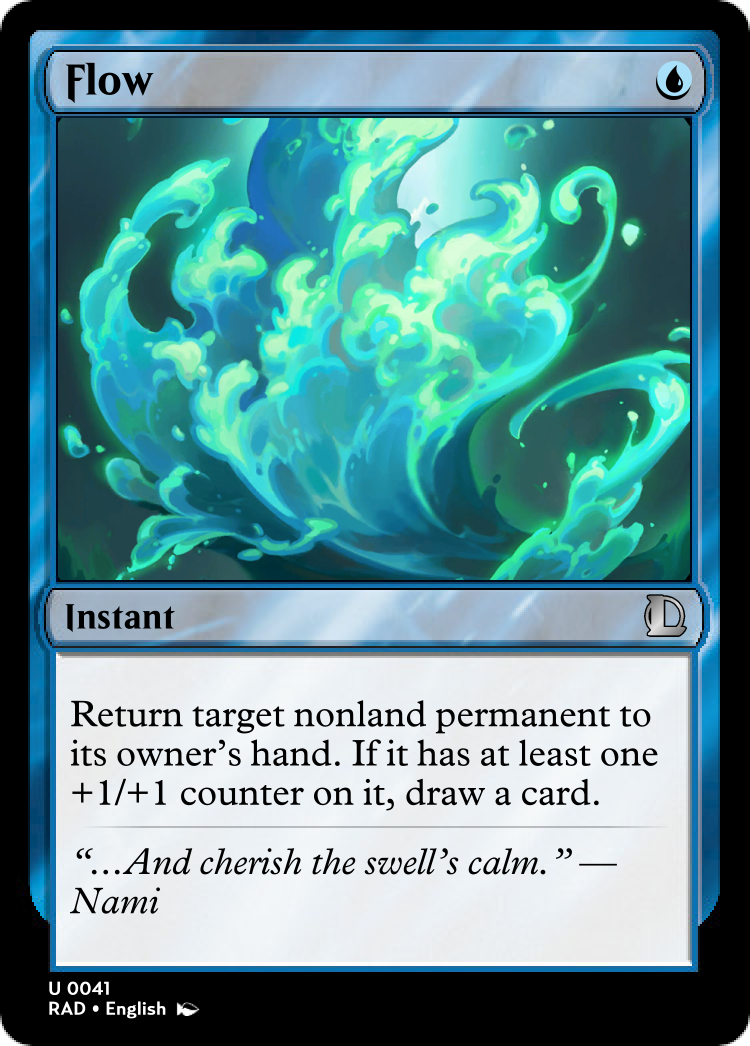 Flow
Instant
Return target nonland permanent to
its owner’s hand. If it has at least one
+1/+1 counter on it, draw a card.
“…And cherish the swell’s calm.” —
Nami
U 0041
RAD • English